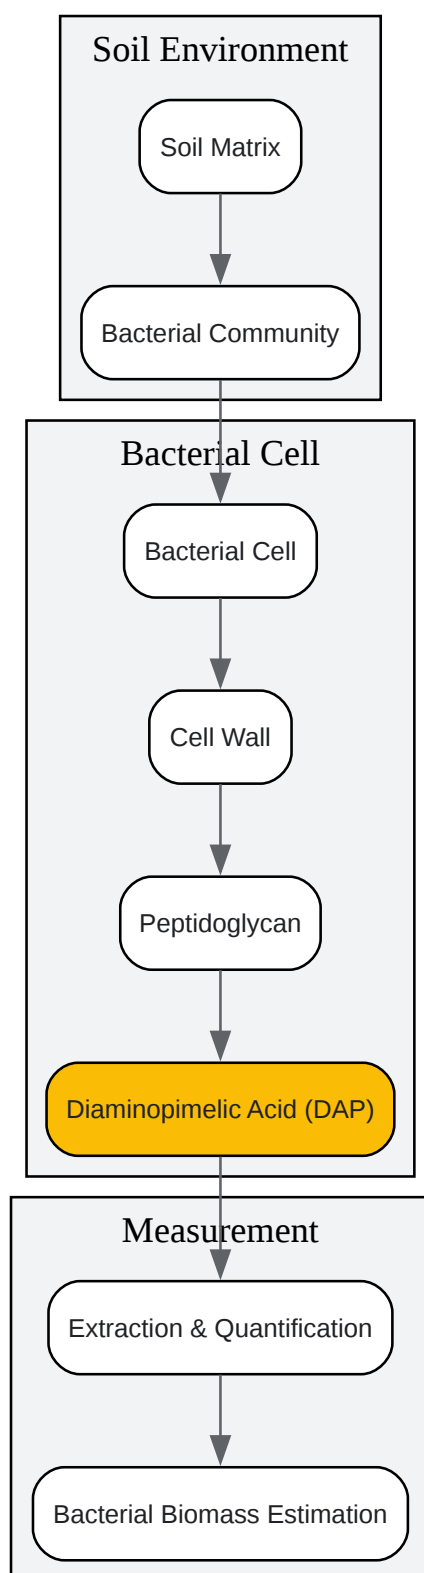 Soil Environment
Soil Matrix
Bacterial Community
Bacterial Cell
Bacterial Cell
Cell Wall
Peptidoglycan
Diaminopimelic Acid (DAP)
Measurement
Extraction & Quantification
Bacterial Biomass Estimation